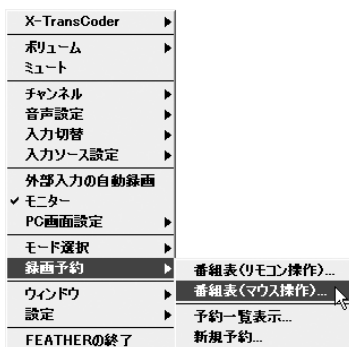 X-TransCoder
ボリューム
ミュート
チャンネル
音声設定
入力切替
入力ソース設定
外部入力の自動録画
モニター
PC画面設定
モード選択
録画予約
番組表(リモコン操作)...
番組表(マウス操作)...
ウィンドウ
予約一覧表示...
設定
新規予約...
FEATHERの終了